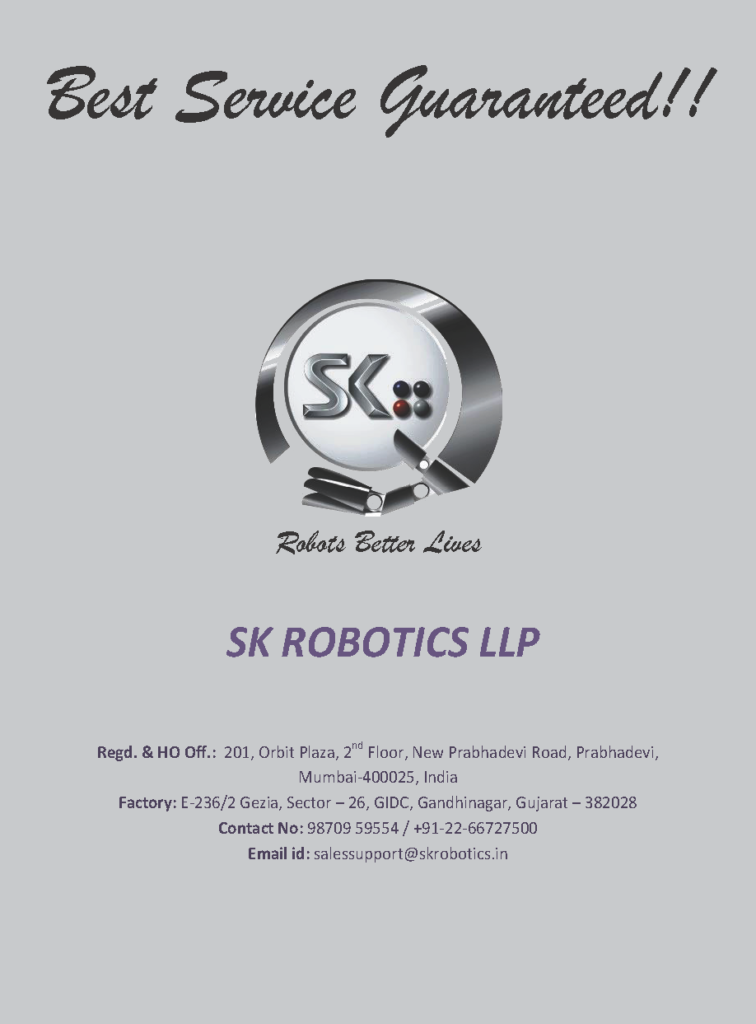 Best Service Guaranteed!!
SK
Robots Better Lives
SK ROBOTICS LLP
Regd. & HO Off.: 201, Orbit Plaza, 2nd Floor, New Prabhadevi Road, Prabhadevi,
Mumbai-400025, India
Factory: E-236/2 Gezia, Sector – 26, GIDC, Gandhinagar, Gujarat – 382028
Contact No: 98709 59554 / +91-22-66727500
Email id: salessupport@skrobotics.in